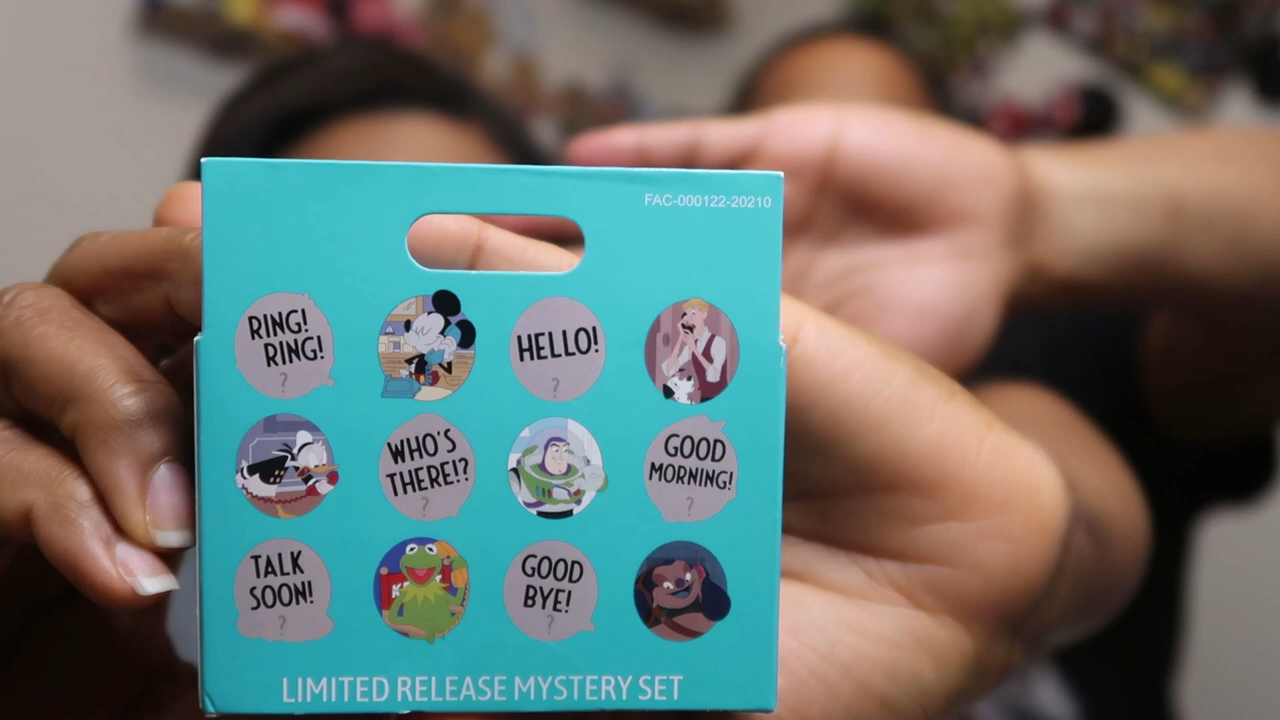 FAC-000122-20210
RING!
RING!
?
HELLO!
?
WHO'S
THERE!?
?
GOOD
MORNING!
?
TALK
SOON!
?
GOOD
BYE!
?
LIMITED RELEASE MYSTERY SET